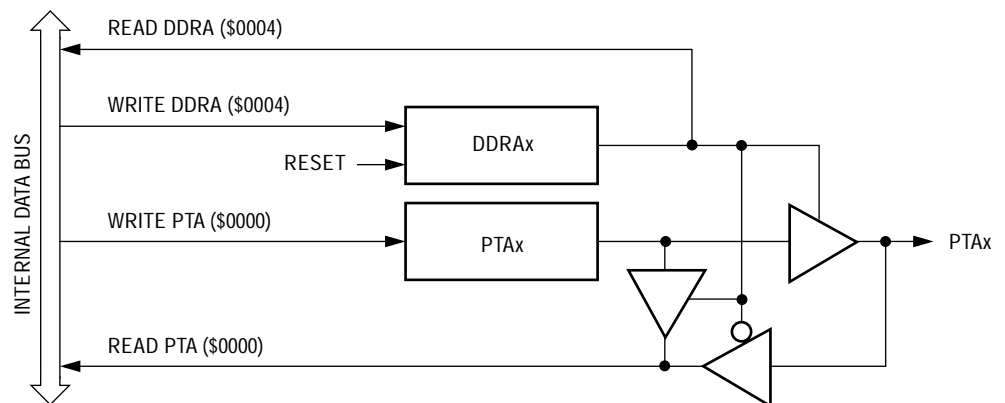 READ DDRA ($0004)
WRITE DDRA ($0004)
DDRAx
RESET
INTERNAL DATA BUS
WRITE PTA ($0000)
PTAx
PTAx
READ PTA ($0000)